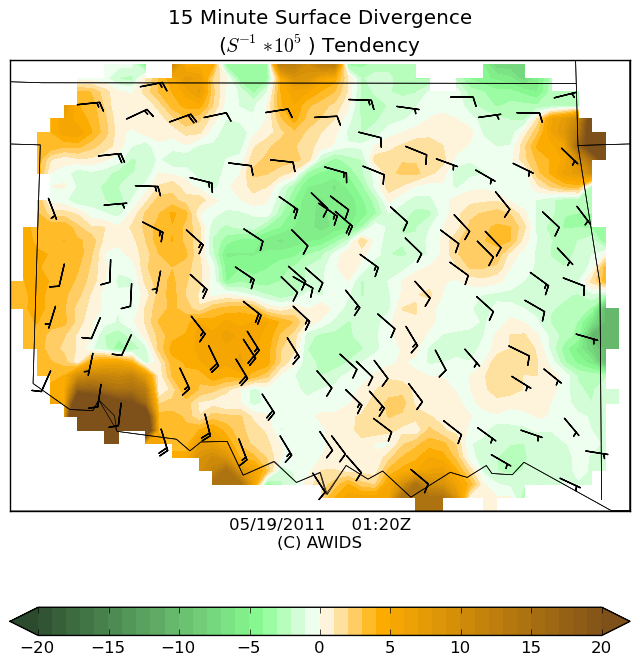 15 Minute Surface Divergence
(S⁻¹ *10⁵ ) Tendency
05/19/2011 01:20Z
(C) AWIDS
−20 −15 −10 −5 0 5 10 15 20